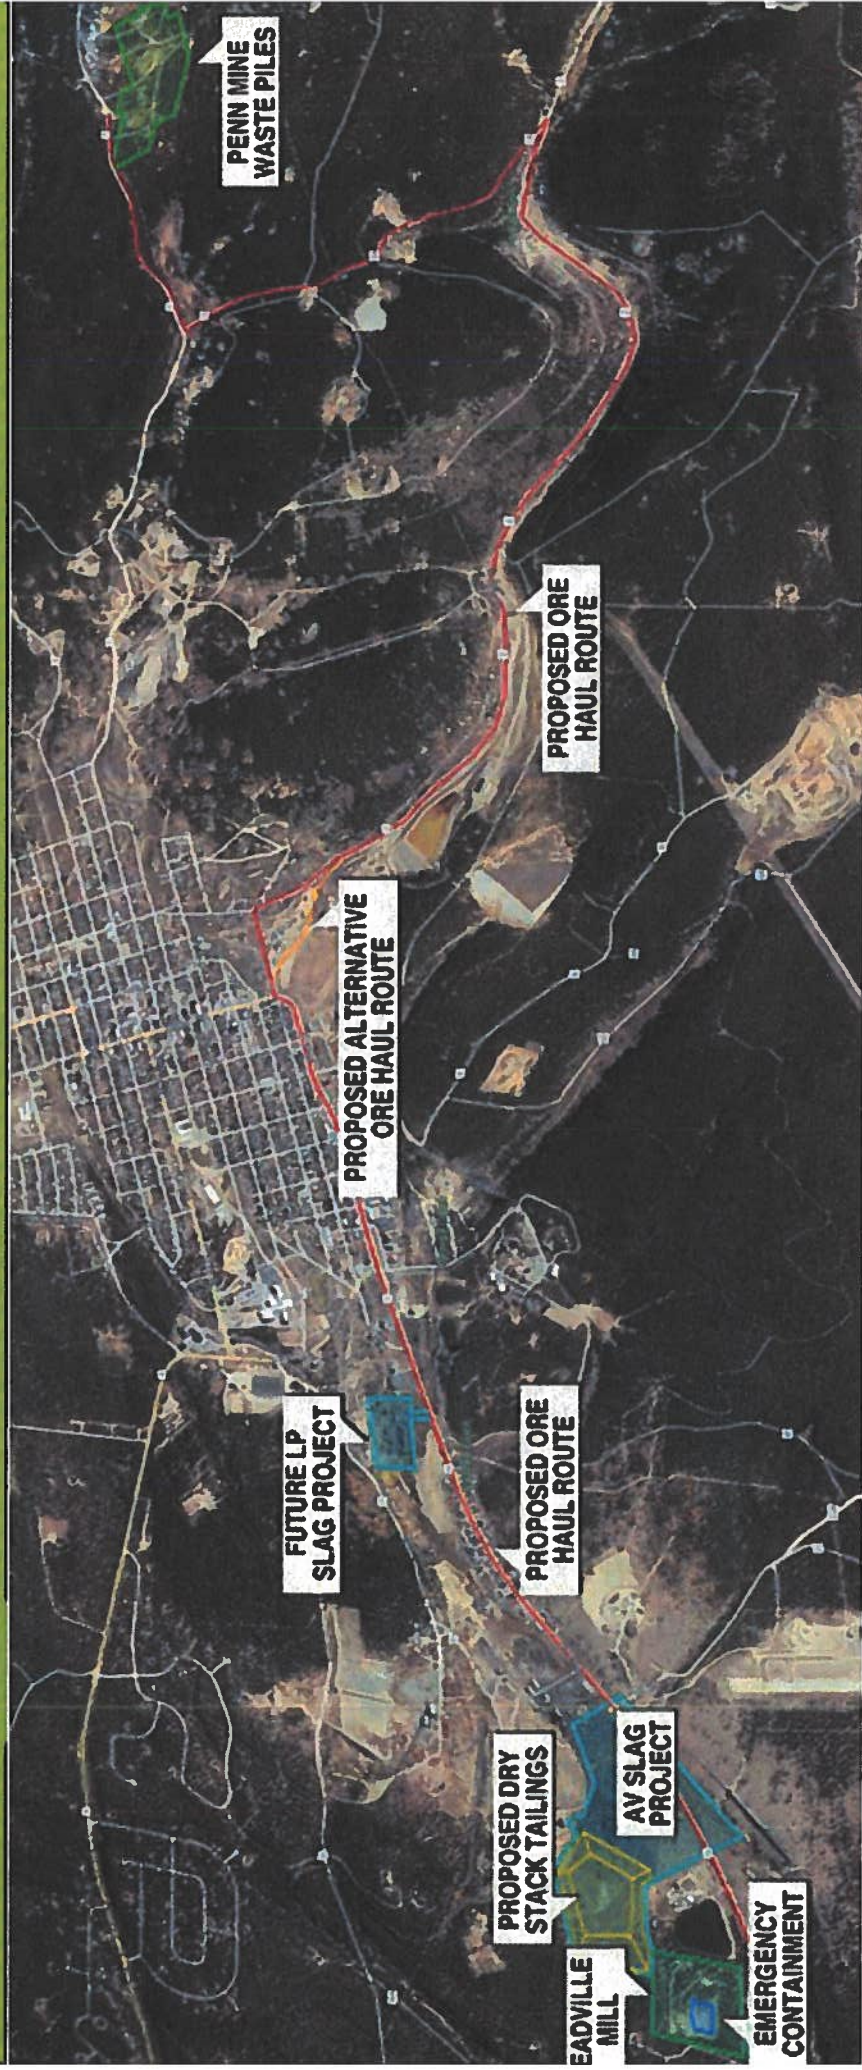 PENN MINE
WASTE PILES
PROPOSED ORE
HAUL ROUTE
PROPOSED ALTERNATIVE
ORE HAUL ROUTE
FUTURE LP
SLAG PROJECT
PROPOSED ORE
HAUL ROUTE
PROPOSED DRY
STACK TAILINGS
AV SLAG
PROJECT
EADVILLE
MILL
EMERGENCY
CONTAINMENT